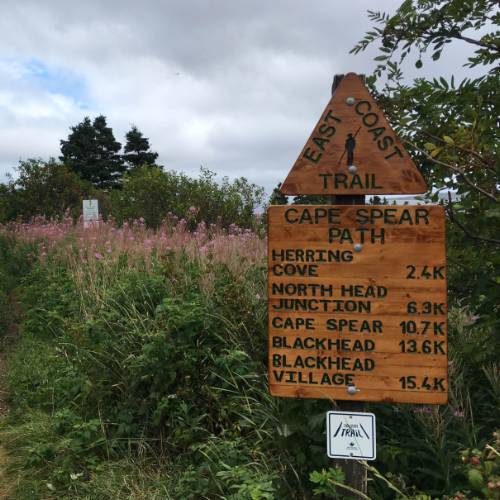 EAST COAST
TRAIL
CAPE SPEAR
PATH
HERRING
COVE 2.4K
NORTH HEAD
JUNCTION 6.3K
CAPE SPEAR 10.7K
BLACKHEAD 13.6K
BLACKHEAD
VILLAGE 15.4K
TRAIL